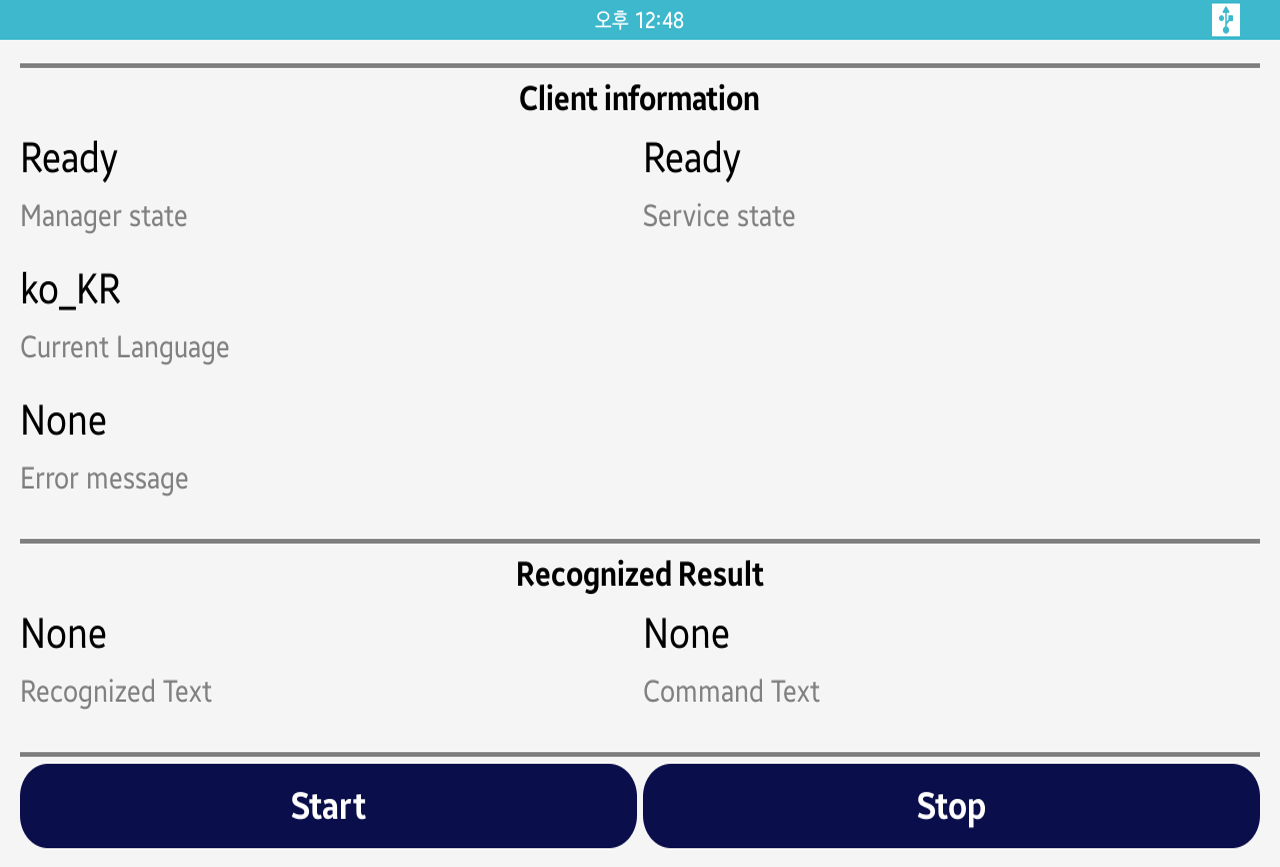 오후 12:48
Client information
Ready
Ready
Manager state
Service state
ko_KR
Current Language
None
Error message
Recognized Result
None
None
Recognized Text
Command Text
Start
Stop